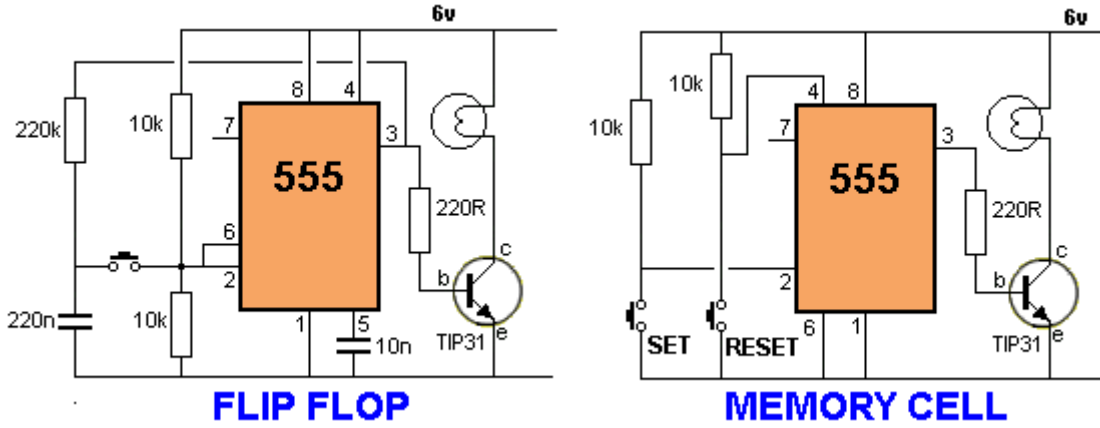 6v
8
4
220k
10k
7
3
555
220R
6
2
c
b
e
TIP31
220n
10k
1
5
10n
FLIP FLOP
6v
10k
4
8
10k
7
3
555
220R
2
c
b
e
TIP31
SET
RESET
6
1
MEMORY CELL